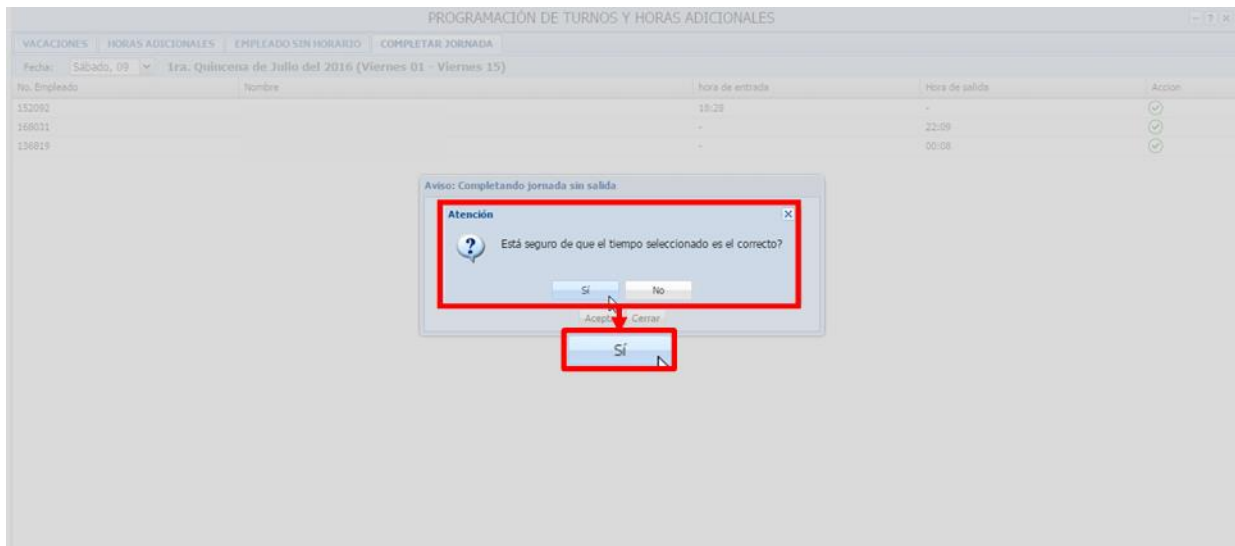 PROGRAMACIÓN DE TURNOS Y HORAS ADICIONALES
VACACIONES HORAS ADICIONALES EMPLEADO SIN HORARIO COMPLETAR JORNADA
Fecha: Sábado, 09 1ra. Quincena de Julio del 2016 (Viernes 01 - Viernes 15)
No. Empleado Nombre hora de entrada Hora de salida Accion
152092 18:28 -
168031 - 22:09
136819 - 00:08
Aviso: Completando jornada sin salida
Atención
Está seguro de que el tiempo seleccionado es el correcto?
Sí No
Cerrar
Sí